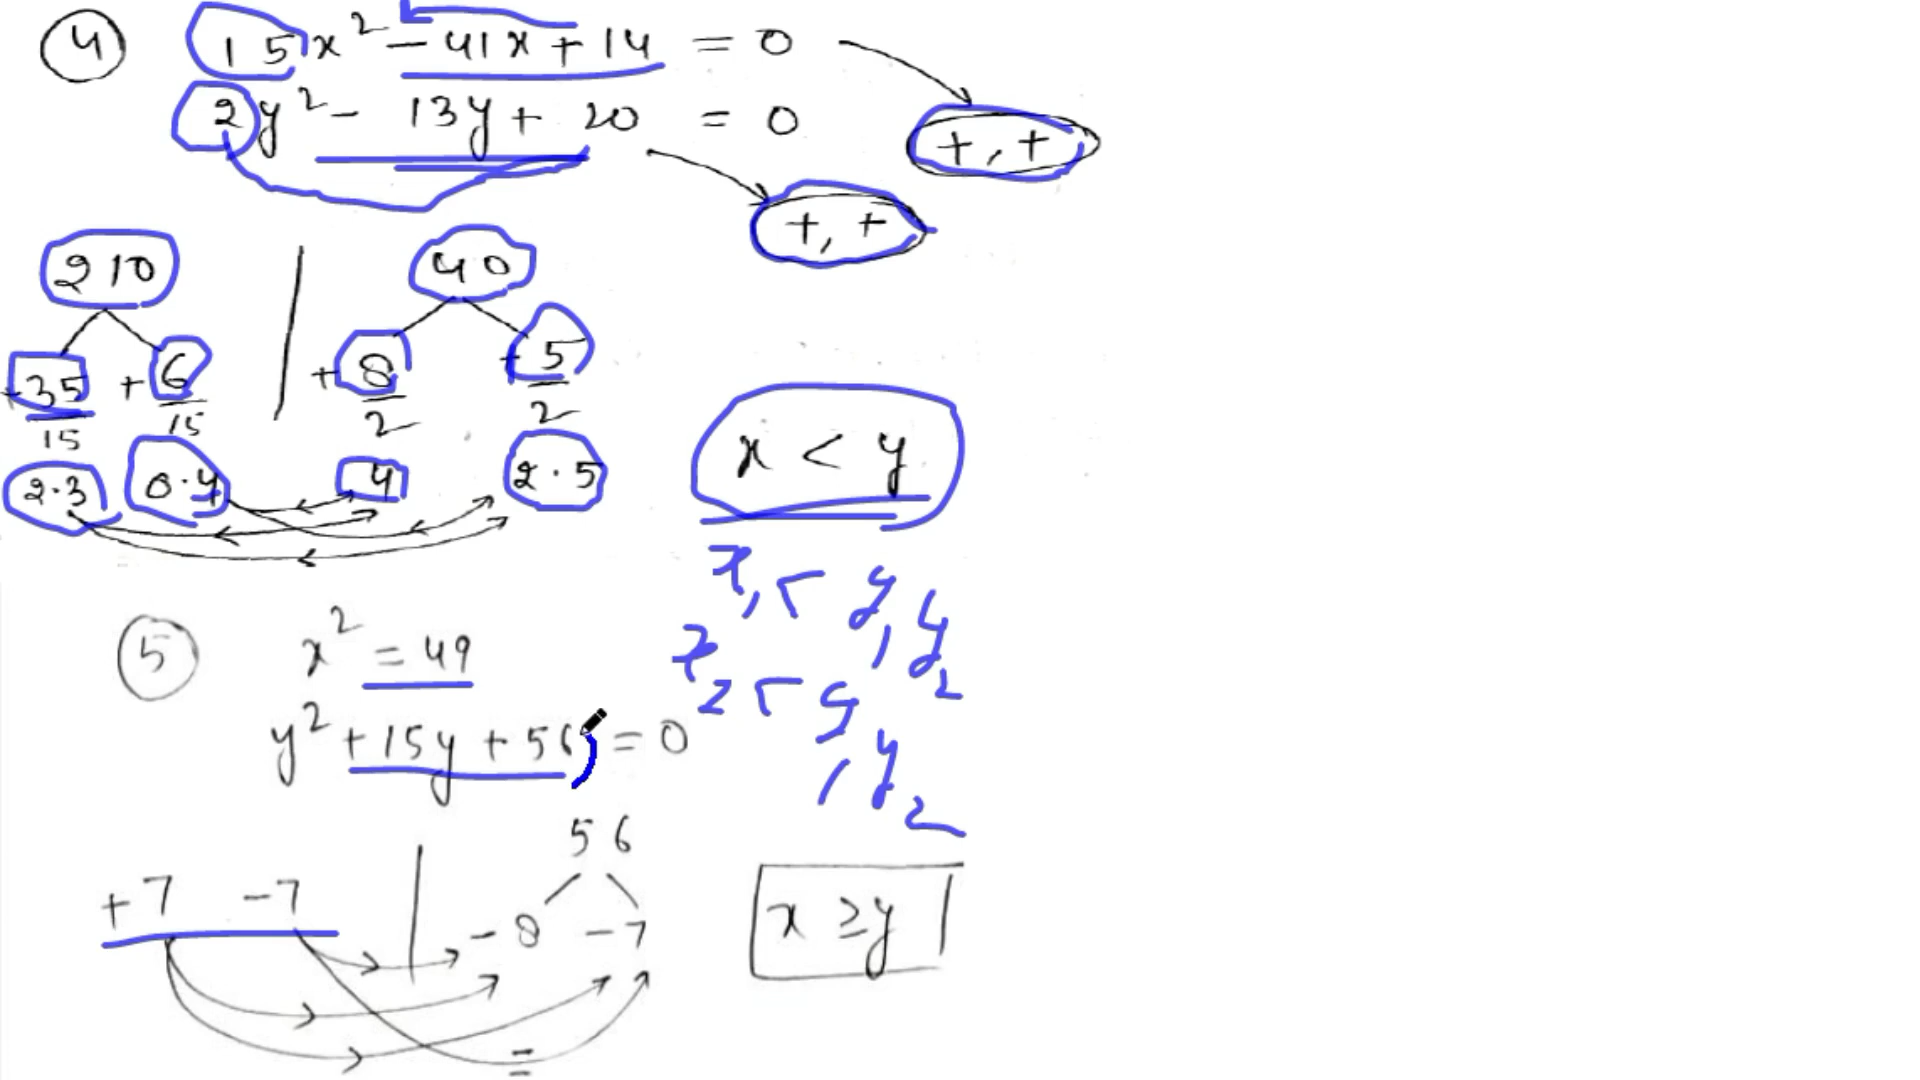 4 15x² - 41x + 14 = 0
2y² - 13y + 20 = 0
+, +
+, +
210 40
+35/15 +6/15 +8/2 +5/2
2.3 0.4 4 2.5
x < y
x₁ < y₁, y₂
x₂ < y₁, y₂
5 x² = 49
y² + 15y + 56 = 0
56
+7 -7 -8 -7
=
x ≥ y